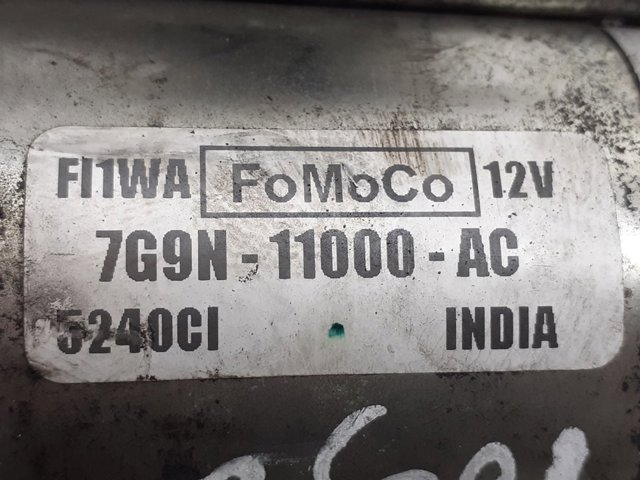 FI1WA FoMoCo 12V
7G9N - 11000 - AC
5240CI INDIA